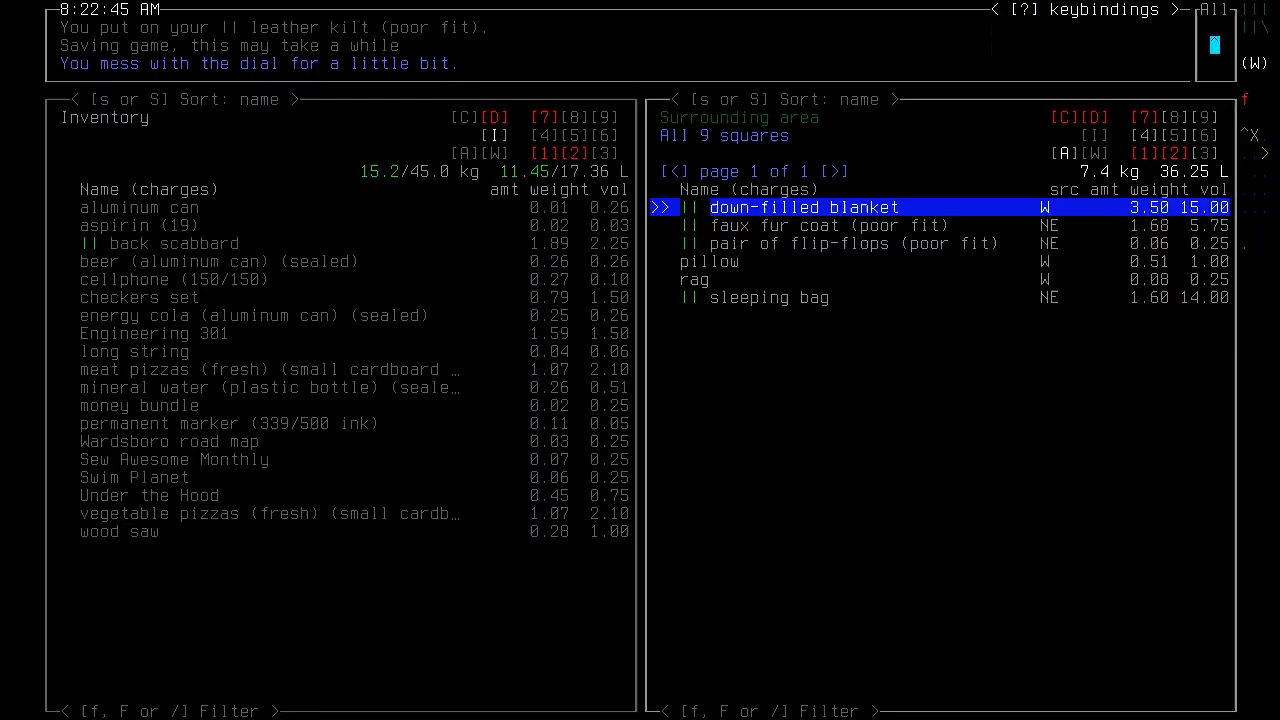 8:22:45 AM < [?] keybindings > All
You put on your || leather kilt (poor fit).
Saving game, this may take a while
You mess with the dial for a little bit.
^
(W)
< [s or S] Sort: name >
Inventory [C][D] [7][8][9]
[I] [4][5][6]
[A][W] [1][2][3]
15.2/45.0 kg 11.45/17.36 L
Name (charges) amt weight vol
aluminum can 0.01 0.26
aspirin (19) 0.02 0.03
|| back scabbard 1.89 2.25
beer (aluminum can) (sealed) 0.26 0.26
cellphone (150/150) 0.27 0.10
checkers set 0.79 1.50
energy cola (aluminum can) (sealed) 0.25 0.26
Engineering 301 1.59 1.50
long string 0.04 0.06
meat pizzas (fresh) (small cardboard … 1.07 2.10
mineral water (plastic bottle) (seale… 0.26 0.51
money bundle 0.02 0.25
permanent marker (339/500 ink) 0.11 0.05
Wardsboro road map 0.03 0.25
Sew Awesome Monthly 0.07 0.25
Swim Planet 0.06 0.25
Under the Hood 0.45 0.75
vegetable pizzas (fresh) (small cardb… 1.07 2.10
wood saw 0.28 1.00
< [f, F or /] Filter >
< [s or S] Sort: name >
Surrounding area [C][D] [7][8][9]
All 9 squares [I] [4][5][6]
[A][W] [1][2][3]
[<] page 1 of 1 [>] 7.4 kg 36.25 L
Name (charges) src amt weight vol
>> || down-filled blanket W 3.50 15.00
|| faux fur coat (poor fit) NE 1.68 5.75
|| pair of flip-flops (poor fit) NE 0.06 0.25
pillow W 0.51 1.00
rag W 0.08 0.25
|| sleeping bag NE 1.60 14.00
< [f, F or /] Filter >
f
^X
>